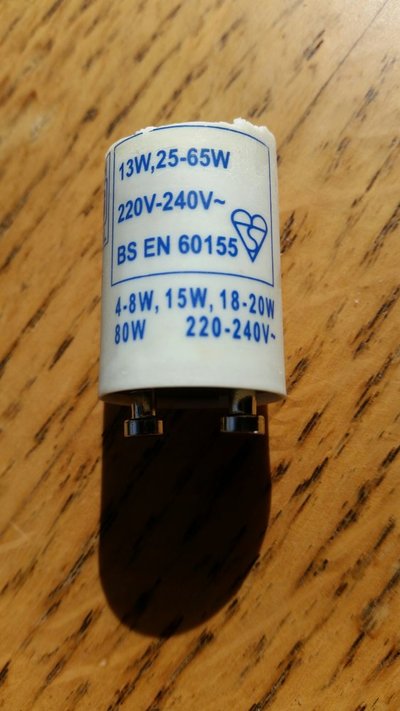 13W,25-65W
220V-240V~
BS EN 60155
4-8W, 15W, 18-20W
80W 220-240V~